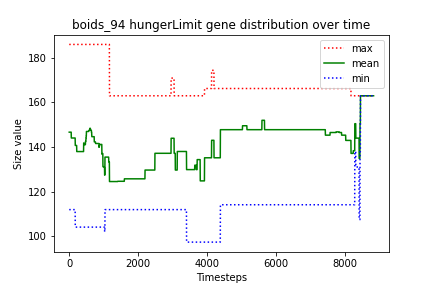 boids_94 hungerLimit gene distribution over time
max
mean
min
Size value
180
160
140
120
100
0
2000
4000
6000
8000
Timesteps